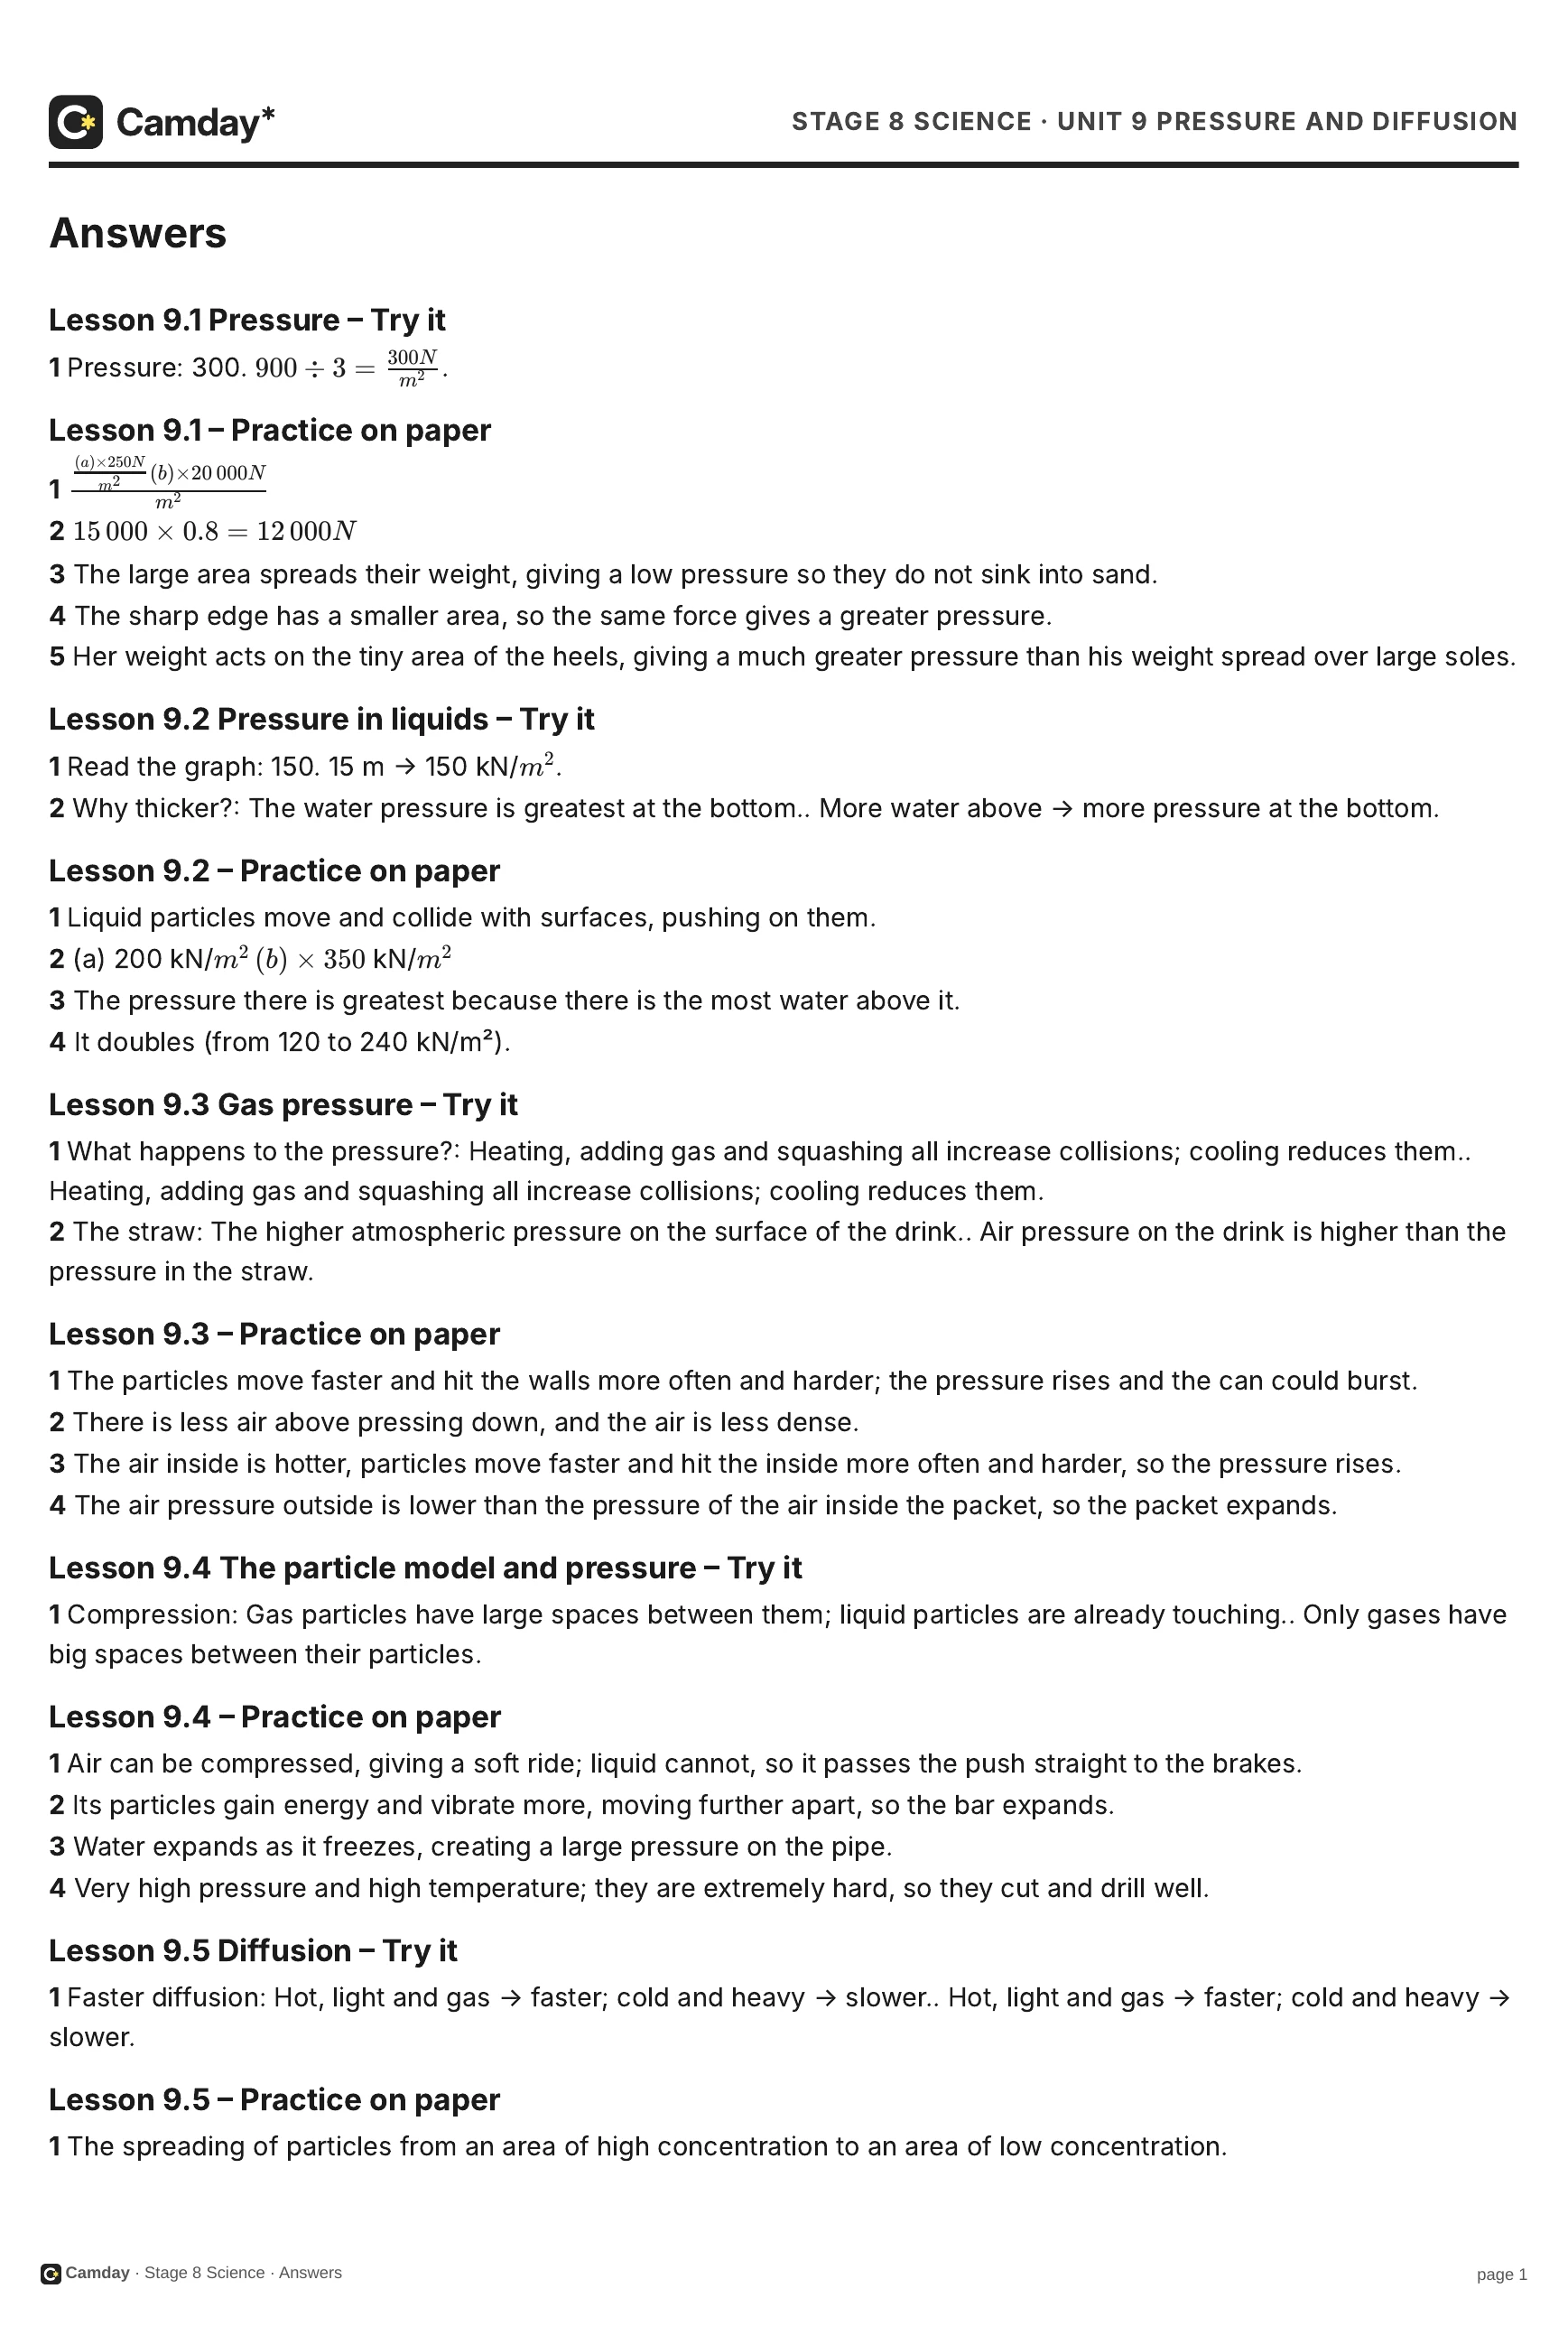 Camday*
STAGE 8 SCIENCE · UNIT 9 PRESSURE AND DIFFUSION
Answers
Lesson 9.1 Pressure – Try it
1 Pressure: 300. 900 ÷ 3 = \frac{300N}{m^2}.
Lesson 9.1 – Practice on paper
1 \frac{\frac{(a)×250N}{m^2}(b)×20 000N}{m^2}
2 15 000 × 0.8 = 12 000N
3 The large area spreads their weight, giving a low pressure so they do not sink into sand.
4 The sharp edge has a smaller area, so the same force gives a greater pressure.
5 Her weight acts on the tiny area of the heels, giving a much greater pressure than his weight spread over large soles.
Lesson 9.2 Pressure in liquids – Try it
1 Read the graph: 150. 15 m → 150 kN/m².
2 Why thicker?: The water pressure is greatest at the bottom.. More water above → more pressure at the bottom.
Lesson 9.2 – Practice on paper
1 Liquid particles move and collide with surfaces, pushing on them.
2 (a) 200 kN/m² (b) × 350 kN/m²
3 The pressure there is greatest because there is the most water above it.
4 It doubles (from 120 to 240 kN/m²).
Lesson 9.3 Gas pressure – Try it
1 What happens to the pressure?: Heating, adding gas and squashing all increase collisions; cooling reduces them..
Heating, adding gas and squashing all increase collisions; cooling reduces them.
2 The straw: The higher atmospheric pressure on the surface of the drink.. Air pressure on the drink is higher than the
pressure in the straw.
Lesson 9.3 – Practice on paper
1 The particles move faster and hit the walls more often and harder; the pressure rises and the can could burst.
2 There is less air above pressing down, and the air is less dense.
3 The air inside is hotter, particles move faster and hit the inside more often and harder, so the pressure rises.
4 The air pressure outside is lower than the pressure of the air inside the packet, so the packet expands.
Lesson 9.4 The particle model and pressure – Try it
1 Compression: Gas particles have large spaces between them; liquid particles are already touching.. Only gases have
big spaces between their particles.
Lesson 9.4 – Practice on paper
1 Air can be compressed, giving a soft ride; liquid cannot, so it passes the push straight to the brakes.
2 Its particles gain energy and vibrate more, moving further apart, so the bar expands.
3 Water expands as it freezes, creating a large pressure on the pipe.
4 Very high pressure and high temperature; they are extremely hard, so they cut and drill well.
Lesson 9.5 Diffusion – Try it
1 Faster diffusion: Hot, light and gas → faster; cold and heavy → slower.. Hot, light and gas → faster; cold and heavy →
slower.
Lesson 9.5 – Practice on paper
1 The spreading of particles from an area of high concentration to an area of low concentration.
Camday · Stage 8 Science · Answers
page 1